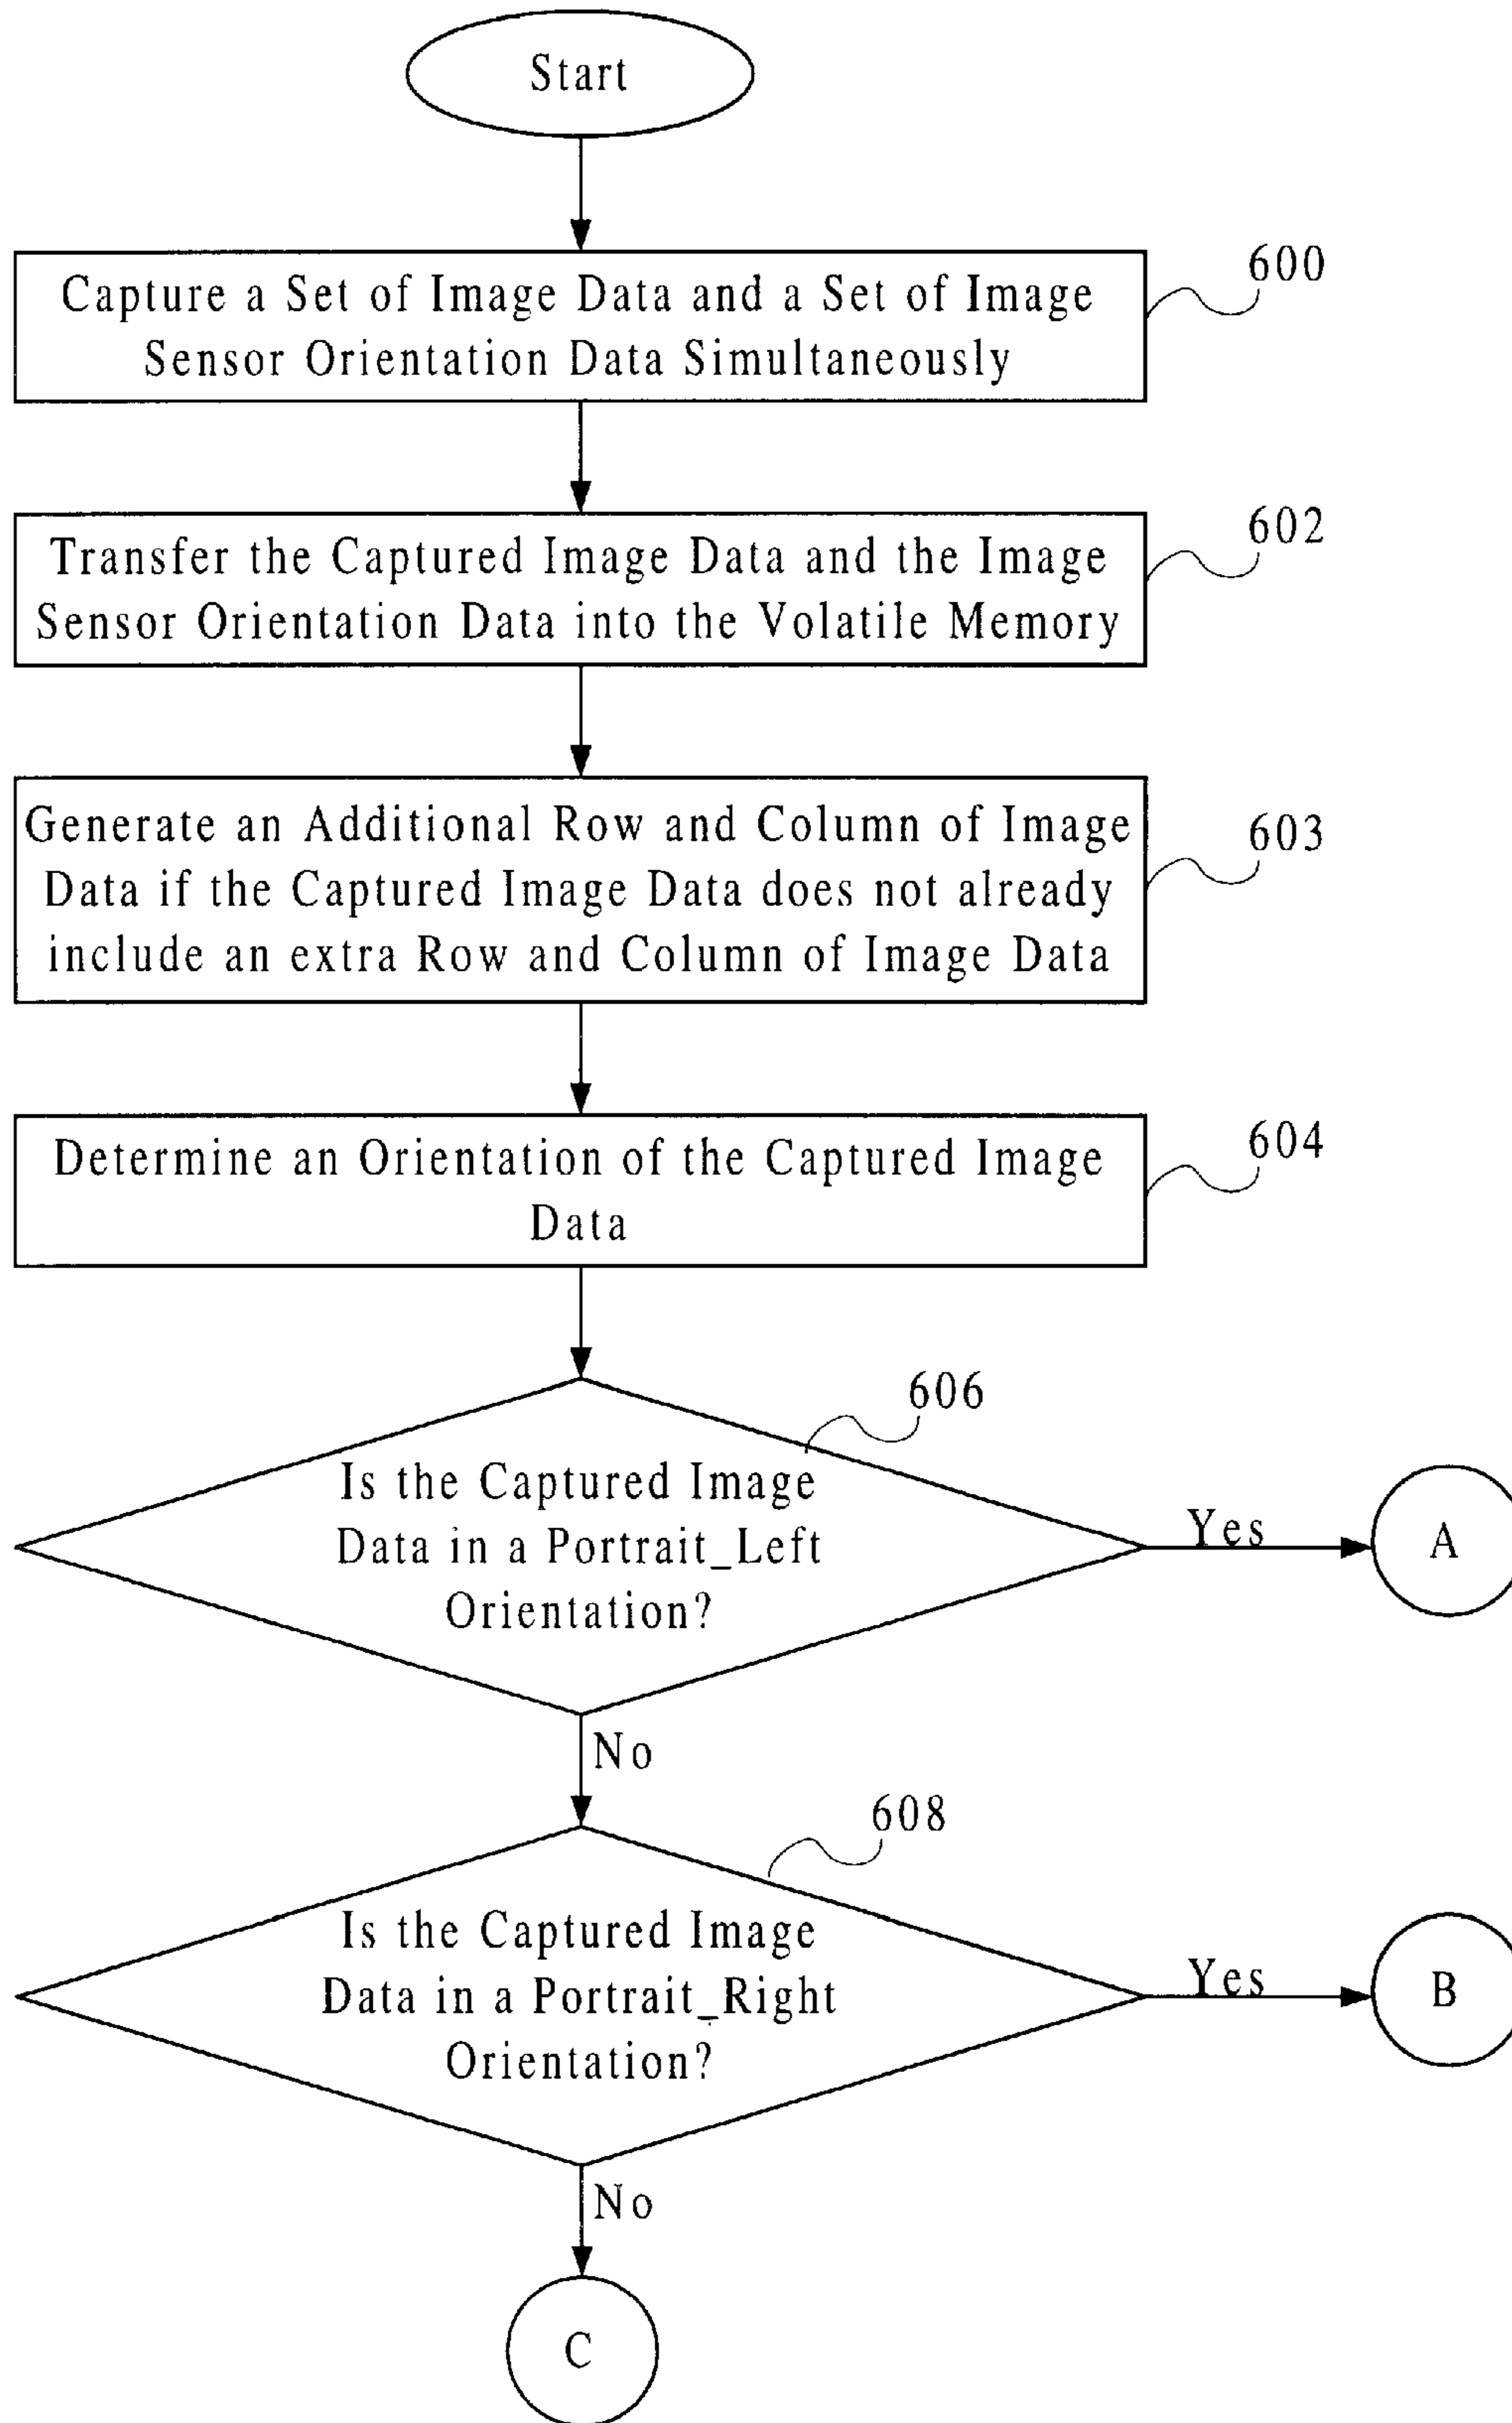 Start
Capture a Set of Image Data and a Set of Image
Sensor Orientation Data Simultaneously
600
Transfer the Captured Image Data and the Image
Sensor Orientation Data into the Volatile Memory
602
Generate an Additional Row and Column of Image
Data if the Captured Image Data does not already
include an extra Row and Column of Image Data
603
Determine an Orientation of the Captured Image
Data
604
606
Is the Captured Image
Data in a Portrait_Left
Orientation?
Yes
A
No
608
Is the Captured Image
Data in a Portrait_Right
Orientation?
Yes
B
No
C